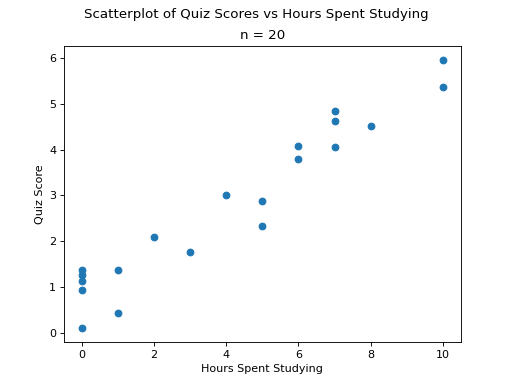 Scatterplot of Quiz Scores vs Hours Spent Studying
n = 20
6
5
4
3
2
1
0
Quiz Score
0 2 4 6 8 10
Hours Spent Studying